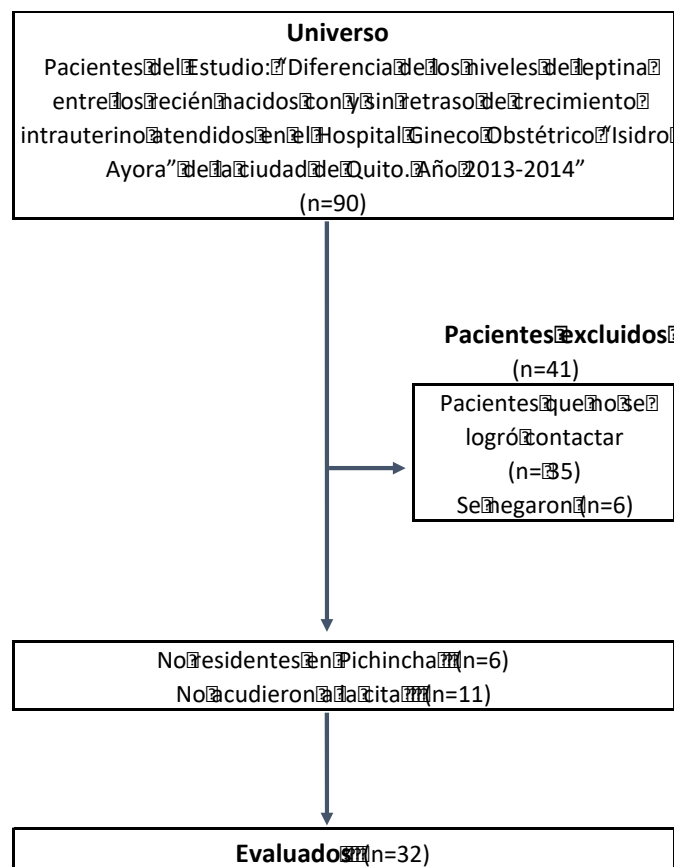 Universo
Pacientes del Estudio: "Diferencia de los niveles de leptina
entre los recién nacidos con y sin retraso de crecimiento
intrauterino atendidos en el Hospital Gineco Obstétrico "Isidro
Ayora" de la ciudad de Quito. Año 2013-2014"
(n=90)
Pacientes excluidos
(n=41)
Pacientes que no se
logró contactar
(n= 35)
Se negaron (n=6)
No residentes en Pichincha (n=6)
No acudieron a la cita (n=11)
Evaluados (n=32)